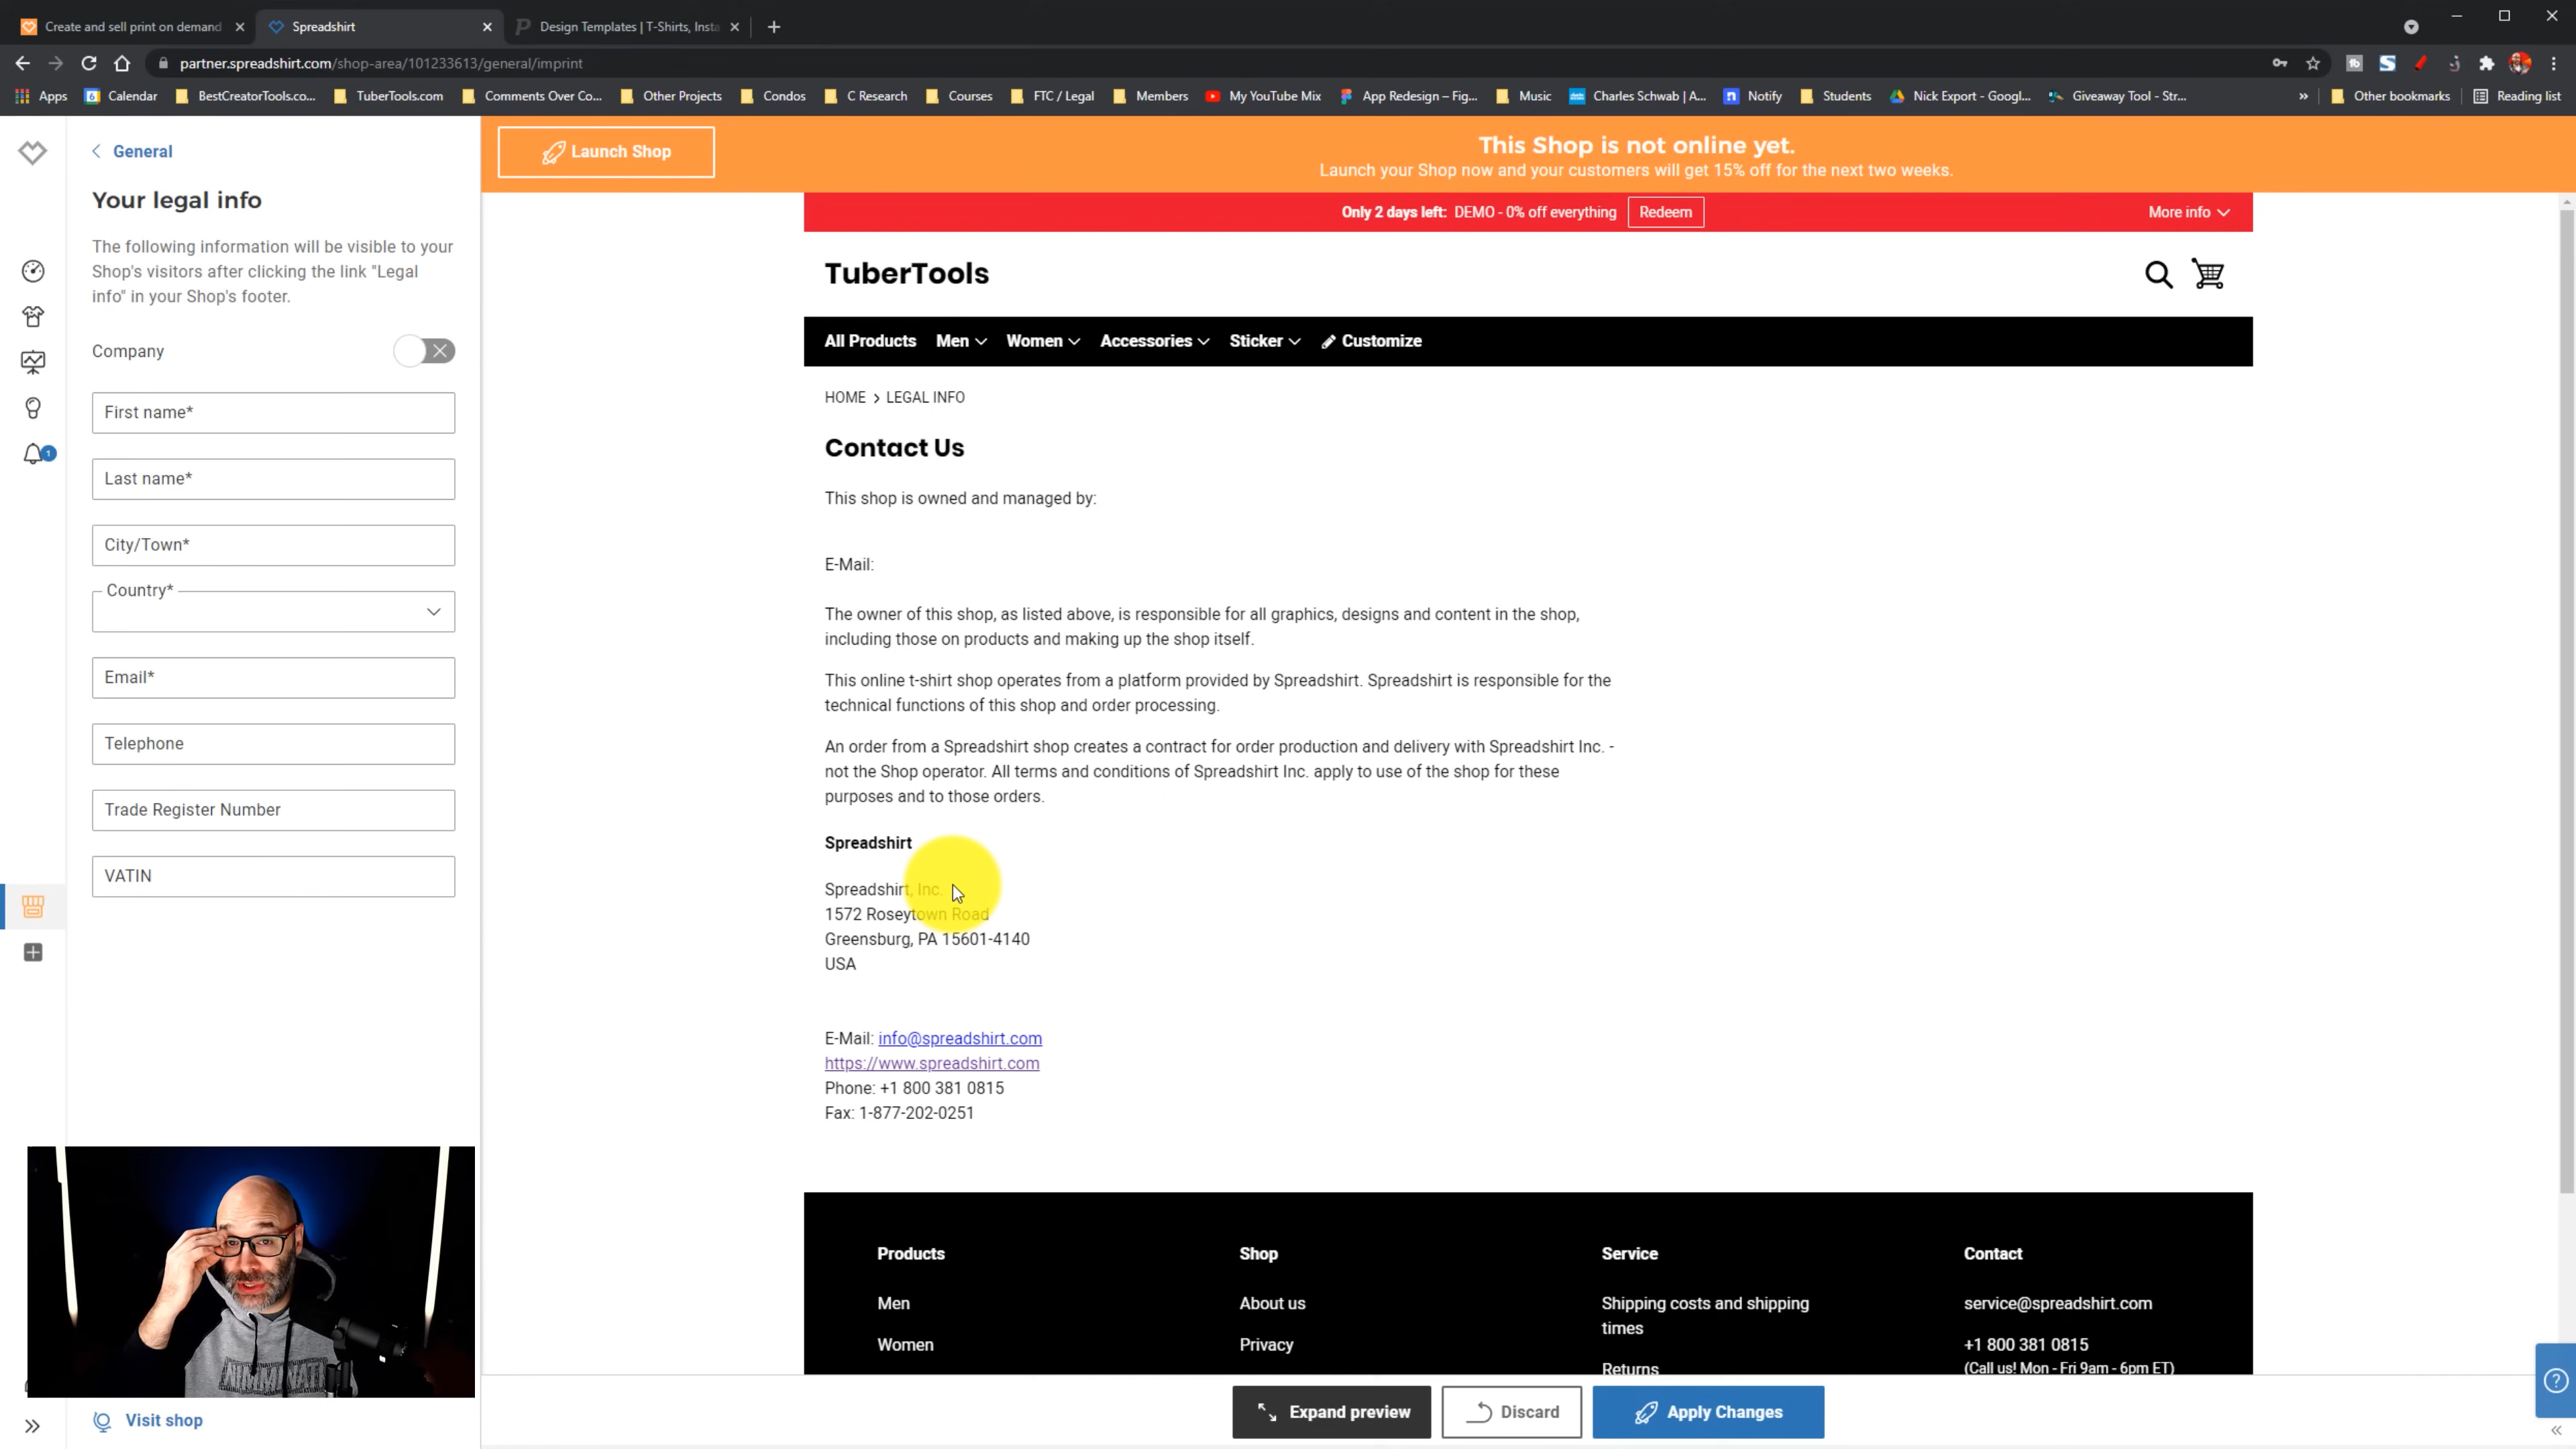 Create and sell print on demand
Spreadshirt
Design Templates | T-Shirts, Insta
partner.spreadshirt.com/shop-area/101233613/general/imprint
Apps
Calendar
BestCreatorTools.co...
TuberTools.com
Comments Over Co...
Other Projects
Condos
C Research
Courses
FTC / Legal
Members
My YouTube Mix
App Redesign – Fig...
Music
Charles Schwab | A...
Notify
Students
Nick Export - Googl...
Giveaway Tool - Str...
Other bookmarks
Reading list
General
Launch Shop
This Shop is not online yet.
Launch your Shop now and your customers will get 15% off for the next two weeks.
Your legal info
The following information will be visible to your
Shop's visitors after clicking the link "Legal
info" in your Shop's footer.
Company
First name*
Last name*
City/Town*
Country*
Email*
Telephone
Trade Register Number
VATIN
1
Only 2 days left: DEMO - 0% off everything
Redeem
More info
TuberTools
All Products
Men
Women
Accessories
Sticker
Customize
HOME > LEGAL INFO
Contact Us
This shop is owned and managed by:
E-Mail:
The owner of this shop, as listed above, is responsible for all graphics, designs and content in the shop,
including those on products and making up the shop itself.
This online t-shirt shop operates from a platform provided by Spreadshirt. Spreadshirt is responsible for the
technical functions of this shop and order processing.
An order from a Spreadshirt shop creates a contract for order production and delivery with Spreadshirt Inc. -
not the Shop operator. All terms and conditions of Spreadshirt Inc. apply to use of the shop for these
purposes and to those orders.
Spreadshirt
Spreadshirt, Inc.
1572 Roseytown Road
Greensburg, PA 15601-4140
USA
E-Mail: info@spreadshirt.com
https://www.spreadshirt.com
Phone: +1 800 381 0815
Fax: 1-877-202-0251
Products
Men
Women
Shop
About us
Privacy
Service
Shipping costs and shipping
times
Returns
Contact
service@spreadshirt.com
+1 800 381 0815
(Call us! Mon - Fri 9am - 6pm ET)
Visit shop
Expand preview
Discard
Apply Changes